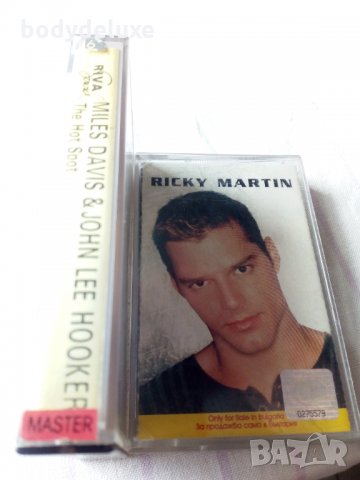 bodydeluxe
RIVA
MILES DAVIS & JOHN LEE HOOKER
The Hot Spot
MASTER
RICKY MARTIN
Only for Sale in Bulgaria
0275579
За продажба само в България
BAZAR